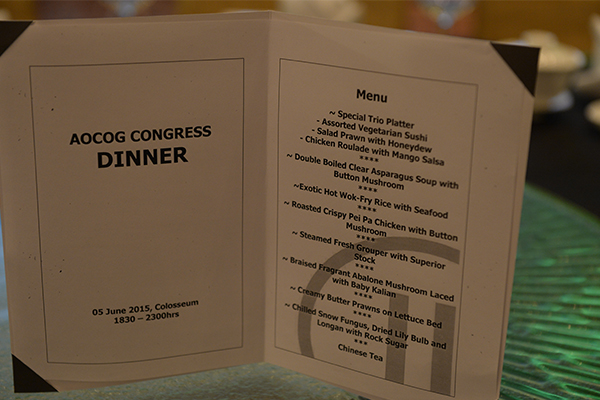 AOCOG CONGRESS
DINNER
05 June 2015, Colosseum
1830 – 2300hrs
Menu
~ Special Trio Platter
- Assorted Vegetarian Sushi
- Salad Prawn with Honeydew
- Chicken Roulade with Mango Salsa
****
~ Double Boiled Clear Asparagus Soup with
Button Mushroom
****
~Exotic Hot Wok-Fry Rice with Seafood
****
~ Roasted Crispy Pei Pa Chicken with Button
Mushroom
****
~ Steamed Fresh Grouper with Superior
Stock
****
~ Braised Fragrant Abalone Mushroom Laced
with Baby Kailan
****
~ Creamy Butter Prawns on Lettuce Bed
****
~ Chilled Snow Fungus, Dried Lily Bulb and
Longan with Rock Sugar
***
Chinese Tea